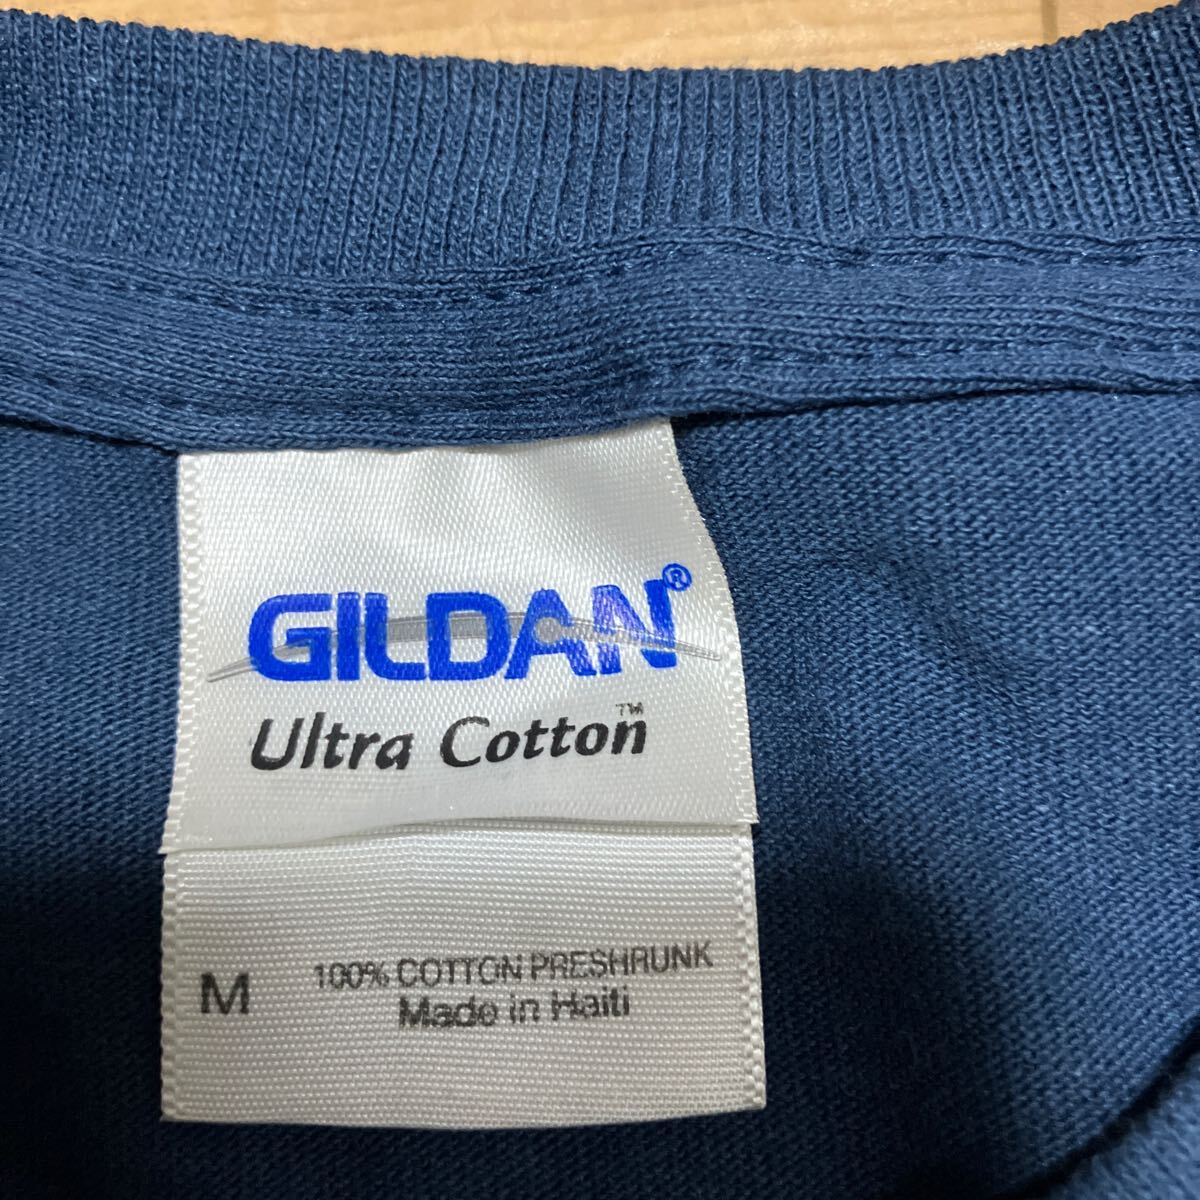 GILDAN®
Ultra Cotton™
M
100% COTTON PRESHRUNK
Made in Haiti